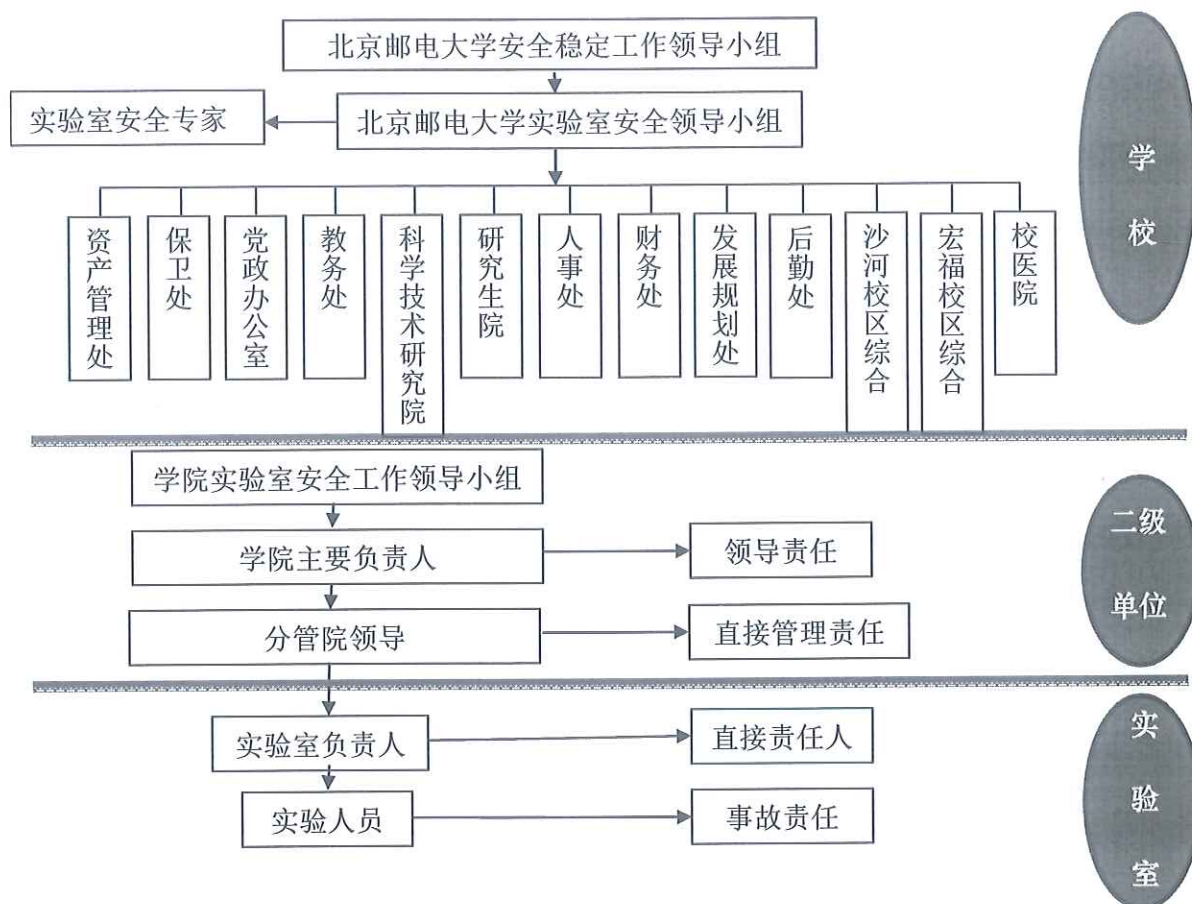 北京邮电大学安全稳定工作领导小组
实验室安全专家
北京邮电大学实验室安全领导小组
学校
资产管理处
保卫处
党政办公室
教务处
科学技术研究院
研究生院
人事处
财务处
发展规划处
后勤处
沙河校区综合
宏福校区综合
校医院
学院实验室安全工作领导小组
学院主要负责人
领导责任
二级
单位
分管院领导
直接管理责任
实验室负责人
直接责任人
实验室
实验人员
事故责任